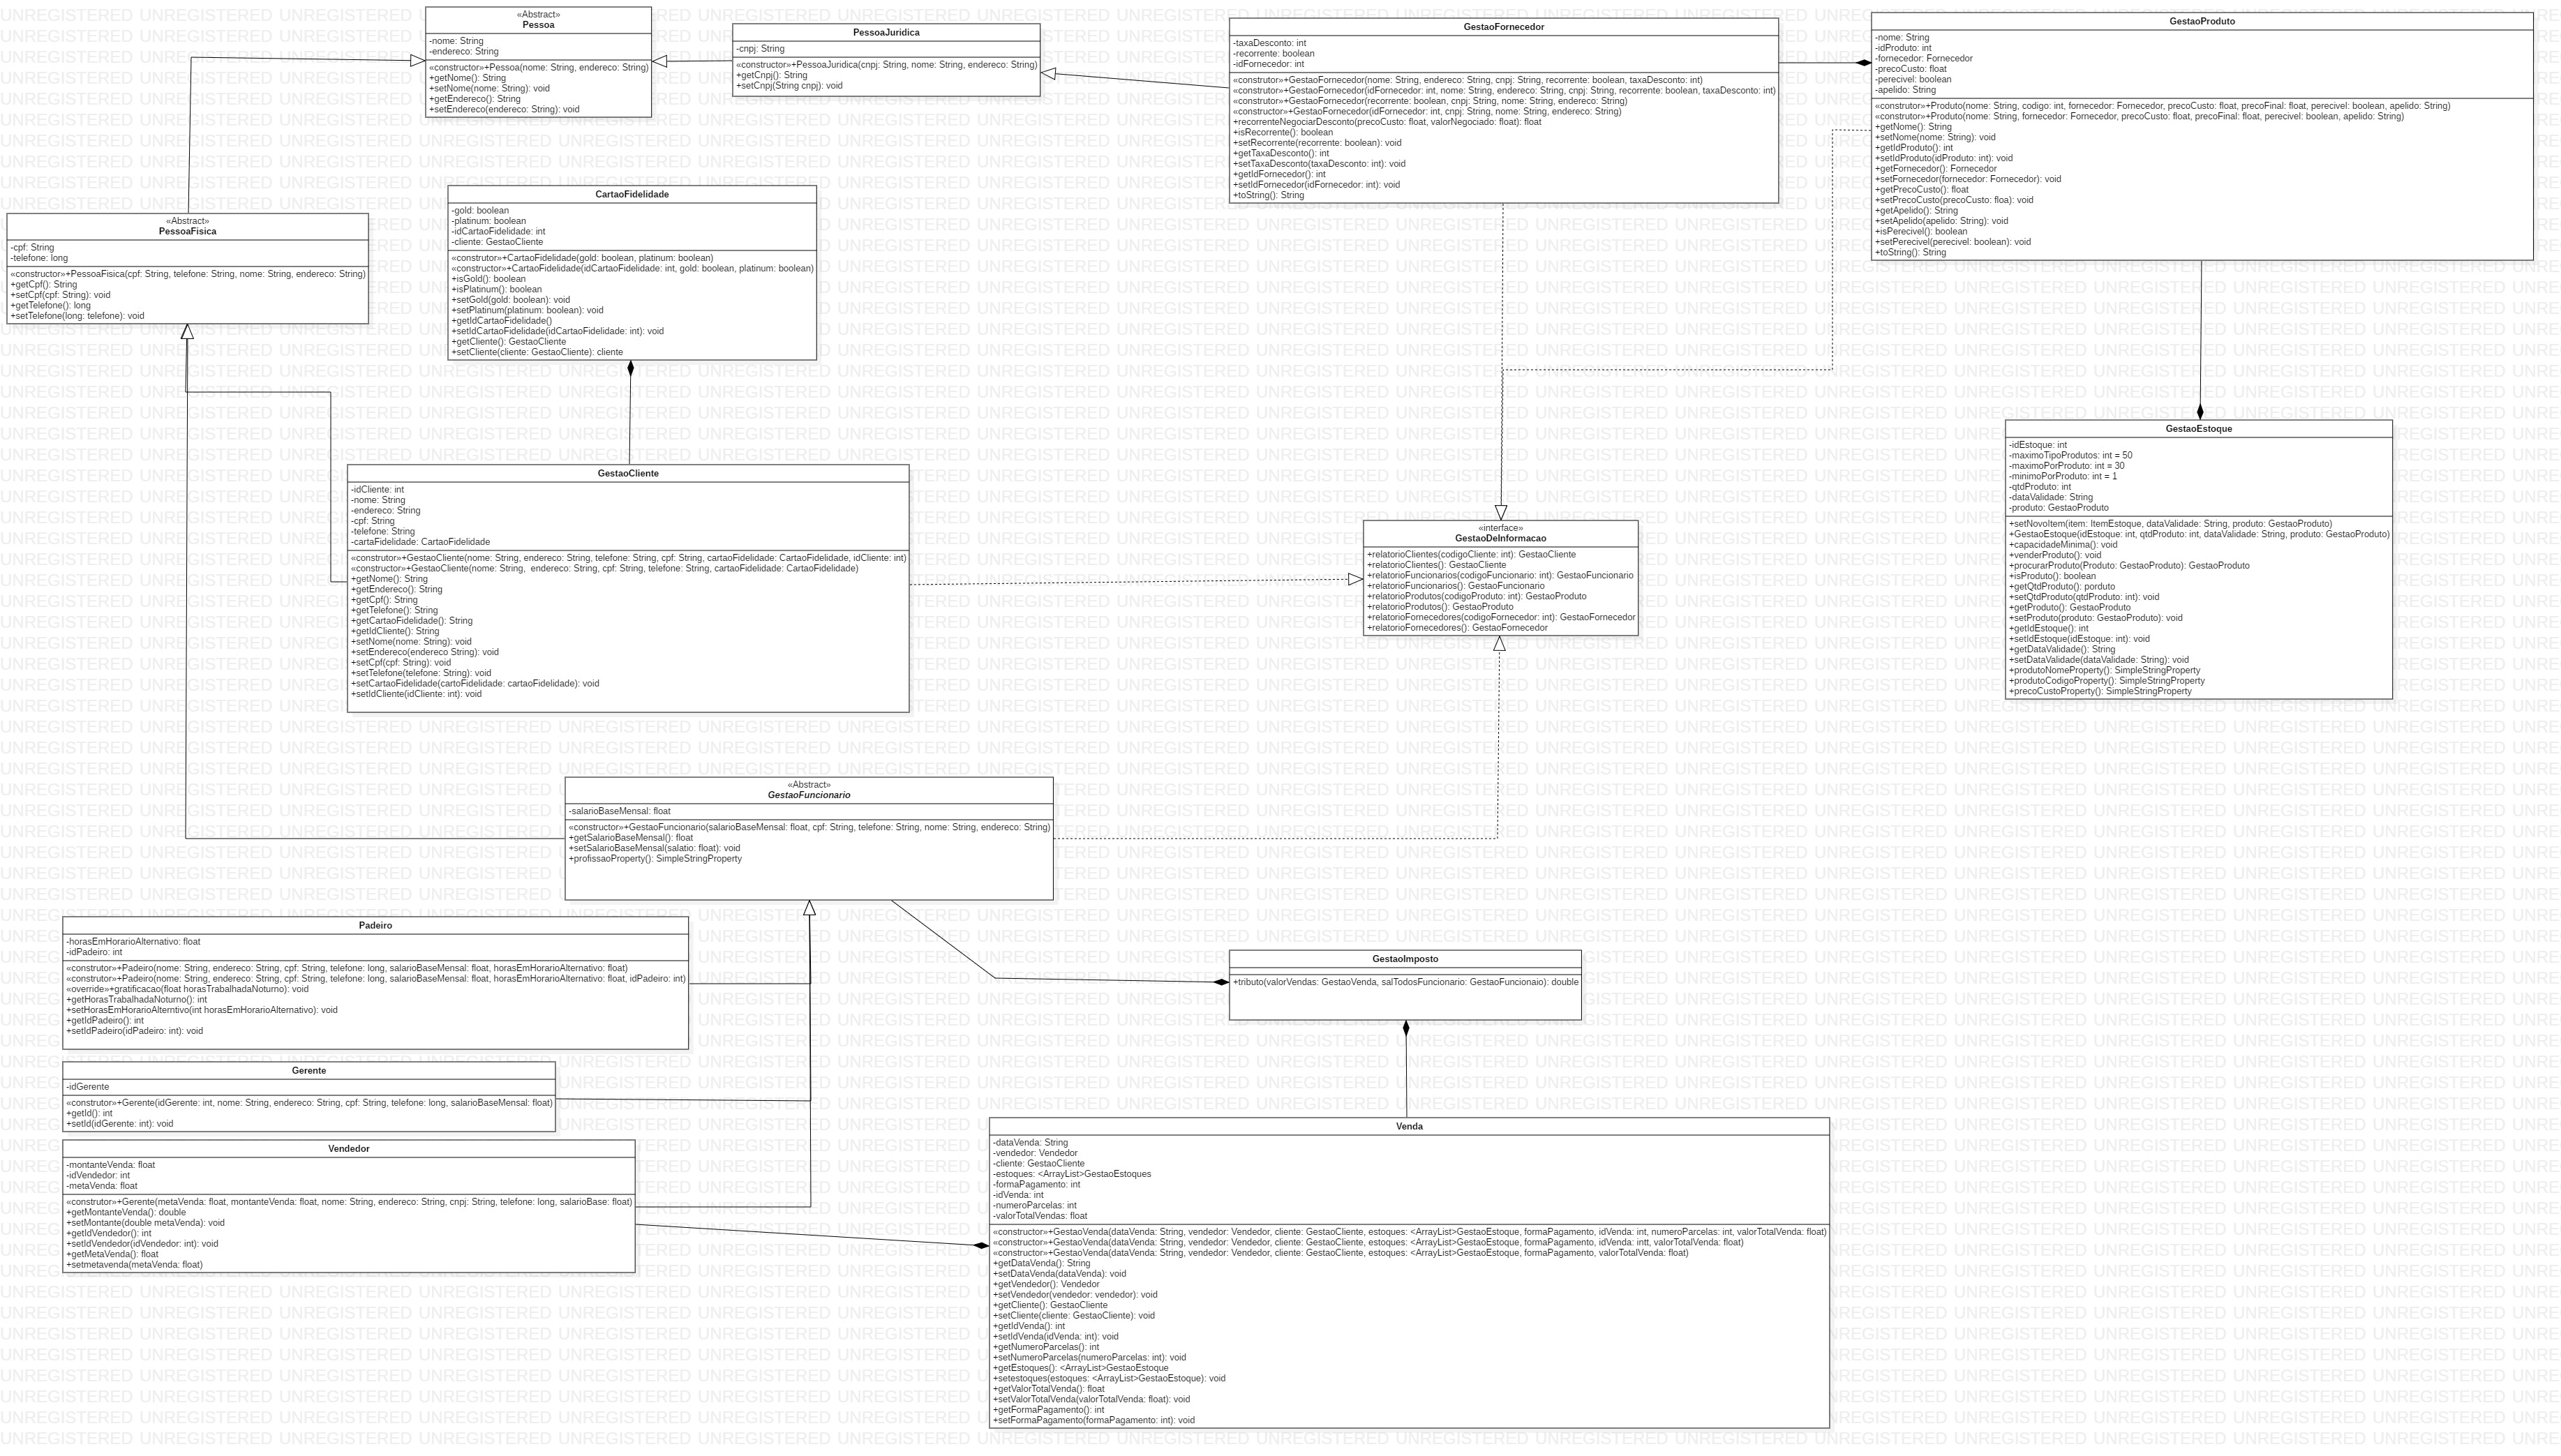 «Abstract»
Pessoa
-nome: String
-endereco: String
«constructor»+Pessoa(nome: String, endereco: String)
+getNome(): String
+setNome(nome: String): void
+getEndereco(): String
+setEndereco(endereco: String): void
PessoaJuridica
-cnpj: String
«constructor»+PessoaJuridica(cnpj: String, nome: String, endereco: String)
+getCnpj(): String
+setCnpj(String cnpj): void
GestaoFornecedor
-taxaDesconto: int
-recorrente: boolean
-idFornecedor: int
«construtor»+GestaoFornecedor(nome: String, endereco: String, cnpj: String, recorrente: boolean, taxaDesconto: int)
«construtor»+GestaoFornecedor(idFornecedor: int, nome: String, endereco: String, cnpj: String, recorrente: boolean, taxaDesconto: int)
«construtor»+GestaoFornecedor(recorrente: boolean, cnpj: String, nome: String, endereco: String)
«constructor»+GestaoFornecedor(idFornecedor: int, cnpj: String, nome: String, endereco: String)
+recorrenteNegociarDesconto(precoCusto: float, valorNegociado: float): float
+isRecorrente(): boolean
+setRecorrente(recorrente: boolean): void
+getTaxaDesconto(): int
+setTaxaDesconto(taxaDesconto: int): void
+getIdFornecedor(): int
+setIdFornecedor(idFornecedor: int): void
+toString(): String
GestaoProduto
-nome: String
-idProduto: int
-fornecedor: Fornecedor
-precoCusto: float
-perecivel: boolean
-apelido: String
«construtor»+Produto(nome: String, codigo: int, fornecedor: Fornecedor, precoCusto: float, precoFinal: float, perecivel: boolean, apelido: String)
«construtor»+Produto(nome: String, fornecedor: Fornecedor, precoCusto: float, precoFinal: float, perecivel: boolean, apelido: String)
+getNome(): String
+setNome(nome: String): void
+getIdProduto(): int
+setIdProduto(idProduto: int): void
+getFornecedor(): Fornecedor
+setFornecedor(fornecedor: Fornecedor): void
+getPrecoCusto(): float
+setPrecoCusto(precoCusto: floa): void
+getApelido(): String
+setApelido(apelido: String): void
+isPerecivel(): boolean
+setPerecivel(perecivel: boolean): void
+toString(): String
«Abstract»
PessoaFisica
-cpf: String
-telefone: long
«constructor»+PessoaFisica(cpf: String, telefone: String, nome: String, endereco: String)
+getCpf(): String
+setCpf(cpf: String): void
+getTelefone(): long
+setTelefone(long: telefone): void
CartaoFidelidade
-gold: boolean
-platinum: boolean
-idCartaoFidelidade: int
-cliente: GestaoCliente
«construtor»+CartaoFidelidade(gold: boolean, platinum: boolean)
«constructor»+CartaoFidelidade(idCartaoFidelidade: int, gold: boolean, platinum: boolean)
+isGold(): boolean
+isPlatinum(): boolean
+setGold(gold: boolean): void
+setPlatinum(platinum: boolean): void
+getIdCartaoFidelidade()
+setIdCartaoFidelidade(idCartaoFidelidade: int): void
+getCliente(): GestaoCliente
+setCliente(cliente: GestaoCliente): cliente
GestaoCliente
-idCliente: int
-nome: String
-endereco: String
-cpf: String
-telefone: String
-cartaFidelidade: CartaoFidelidade
«construtor»+GestaoCliente(nome: String, endereco: String, telefone: String, cpf: String, cartaoFidelidade: CartaoFidelidade, idCliente: int)
«constructor»+GestaoCliente(nome: String, endereco: String, cpf: String, telefone: String, cartaoFidelidade: CartaoFidelidade)
+getNome(): String
+getEndereco(): String
+getCpf(): String
+getTelefone(): String
+getCartaoFidelidade(): String
+getIdCliente(): String
+setNome(nome: String): void
+setEndereco(endereco String): void
+setCpf(cpf: String): void
+setTelefone(telefone: String): void
+setCartaoFidelidade(cartoFidelidade: cartaoFidelidade): void
+setIdCliente(idCliente: int): void
«interface»
GestaoDeInformacao
+relatorioClientes(codigoCliente: int): GestaoCliente
+relatorioClientes(): GestaoCliente
+relatorioFuncionarios(codigoFuncionario: int): GestaoFuncionario
+relatorioFuncionarios(): GestaoFuncionario
+relatorioProdutos(codigoProduto: int): GestaoProduto
+relatorioProdutos(): GestaoProduto
+relatorioFornecedores(codigoFornecedor: int): GestaoFornecedor
+relatorioFornecedores(): GestaoFornecedor
GestaoEstoque
-idEstoque: int
-maximoTipoProdutos: int = 50
-maximoPorProduto: int = 30
-minimoPorProduto: int = 1
-qtdProduto: int
-dataValidade: String
-produto: GestaoProduto
+setNovoItem(item: ItemEstoque, dataValidade: String, produto: GestaoProduto)
+GestaoEstoque(idEstoque: int, qtdProduto: int, dataValidade: String, produto: GestaoProduto)
+capacidadeMinima(): void
+venderProduto(): void
+procurarProduto(Produto: GestaoProduto): GestaoProduto
+isProduto(): boolean
+getQtdProduto(): porduto
+setQtdProduto(qtdProduto: int): void
+getProduto(): GestaoProduto
+setProduto(produto: GestaoProduto): void
+getIdEstoque(): int
+setIdEstoque(idEstoque: int): void
+getDataValidade(): String
+setDataValidade(dataValidade: String): void
+produtoNomeProperty(): SimpleStringProperty
+produtoCodigoProperty(): SimpleStringProperty
+precoCustoProperty(): SimpleStringProperty
«Abstract»
GestaoFuncionario
-salarioBaseMensal: float
«constructor»+GestaoFuncionario(salarioBaseMensal: float, cpf: String, telefone: String, nome: String, endereco: String)
+getSalarioBaseMensal(): float
+setSalarioBaseMensal(salatio: float): void
+profissaoProperty(): SimpleStringProperty
Padeiro
-horasEmHorarioAlternativo: float
-idPadeiro: int
«construtor»+Padeiro(nome: String, endereco: String, cpf: String, telefone: long, salarioBaseMensal: float, horasEmHorarioAlternativo: float)
«construtor»+Padeiro(nome: String, endereco: String, cpf: String, telefone: long, salarioBaseMensal: float, horasEmHorarioAlternativo: float, idPadeiro: int)
«override»+gratificacao(float horasTrabalhadaNoturno): void
+getHorasTrabalhadaNoturno(): int
+setHorasEmHorarioAlterntivo(int horasEmHorarioAlternativo): void
+getIdPadeiro(): int
+setIdPadeiro(idPadeiro: int): void
GestaoImposto
+tributo(valorVendas: GestaoVenda, salTodosFuncionario: GestaoFuncionaio): double
Gerente
-idGerente
«construtor»+Gerente(idGerente: int, nome: String, endereco: String, cpf: String, telefone: long, salarioBaseMensal: float)
+getId(): int
+setId(idGerente: int): void
Vendedor
-montanteVenda: float
-idVendedor: int
-metaVenda: float
«construtor»+Gerente(metaVenda: float, montanteVenda: float, nome: String, endereco: String, cnpj: String, telefone: long, salarioBase: float)
+getMontanteVenda(): double
+setMontante(double metaVenda): void
+getIdVendedor(): int
+setIdVendedor(idVendedor: int): void
+getMetaVenda(): float
+setmetavenda(metaVenda: float)
Venda
-dataVenda: String
-vendedor: Vendedor
-cliente: GestaoCliente
-estoques: <ArrayList>GestaoEstoques
-formaPagamento: int
-idVenda: int
-numeroParcelas: int
-valorTotalVendas: float
«constructor»+GestaoVenda(dataVenda: String, vendedor: Vendedor, cliente: GestaoCliente, estoques: <ArrayList>GestaoEstoque, formaPagamento, idVenda: int, numeroParcelas: int, valorTotalVenda: float)
«constructor»+GestaoVenda(dataVenda: String, vendedor: Vendedor, cliente: GestaoCliente, estoques: <ArrayList>GestaoEstoque, formaPagamento, idVenda: intt, valorTotalVenda: float)
«constructor»+GestaoVenda(dataVenda: String, vendedor: Vendedor, cliente: GestaoCliente, estoques: <ArrayList>GestaoEstoque, formaPagamento, valorTotalVenda: float)
+getDataVenda(): String
+setDataVenda(dataVenda): void
+getVendedor(): Vendedor
+setVendedor(vendedor: vendedor): void
+getCliente(): GestaoCliente
+setCliente(cliente: GestaoCliente): void
+getIdVenda(): int
+setIdVenda(idVenda: int): void
+getNumeroParcelas(): int
+setNumeroParcelas(numeroParcelas: int): void
+getEstoques(): <ArrayList>GestaoEstoque
+setestoques(estoques: <ArrayList>GestaoEstoque): void
+getValorTotalVenda(): float
+setValorTotalVenda(valorTotalVenda: float): void
+getFormaPagamento(): int
+setFormaPagamento(formaPagamento: int): void
UNREGISTERED